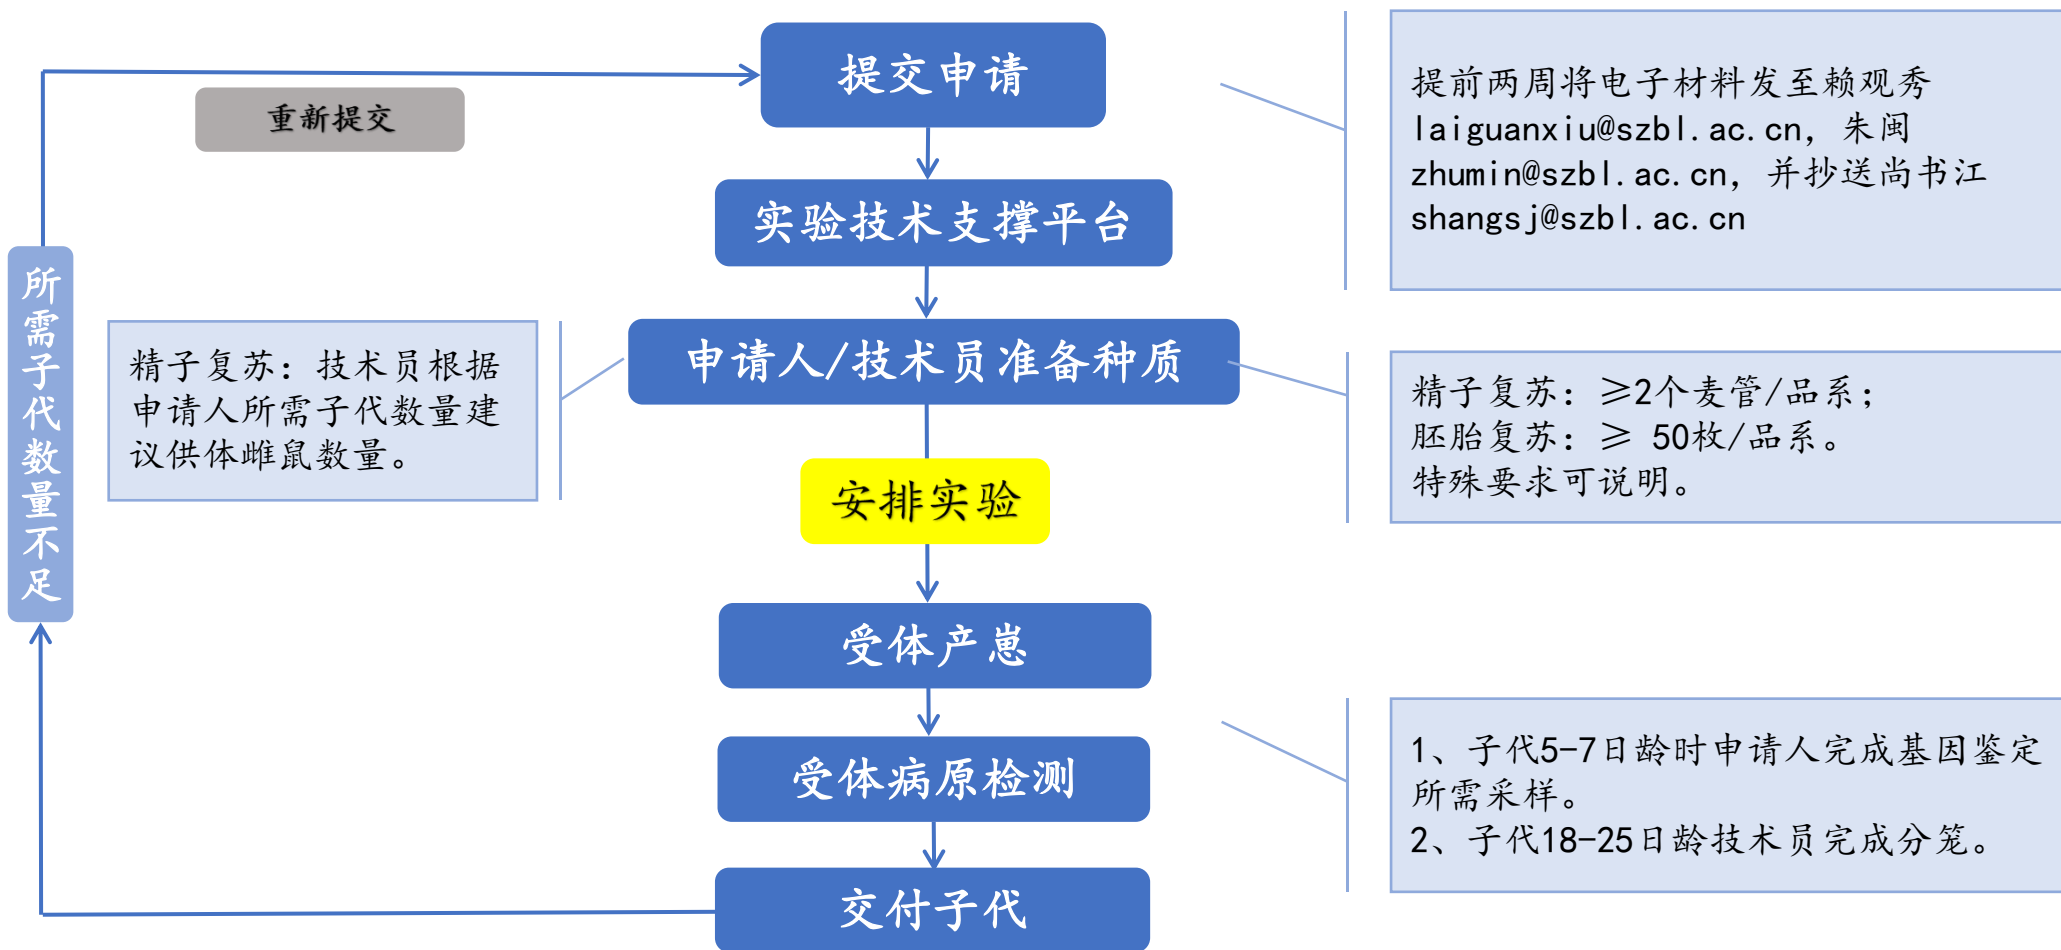 提交申请
重新提交
提前两周将电子材料发至赖观秀
laiguanxiu@szbl.ac.cn, 朱闽
zhumin@szbl.ac.cn, 并抄送尚书江
shangsj@szbl.ac.cn
实验技术支撑平台
所需子代数量不足
申请人/技术员准备种质
精子复苏：技术员根据
申请人所需子代数量建
议供体雌鼠数量。
精子复苏：≥2个麦管/品系；
胚胎复苏：≥ 50枚/品系。
特殊要求可说明。
安排实验
受体产崽
受体病原检测
1、子代5-7日龄时申请人完成基因鉴定
所需采样。
2、子代18-25日龄技术员完成分笼。
交付子代